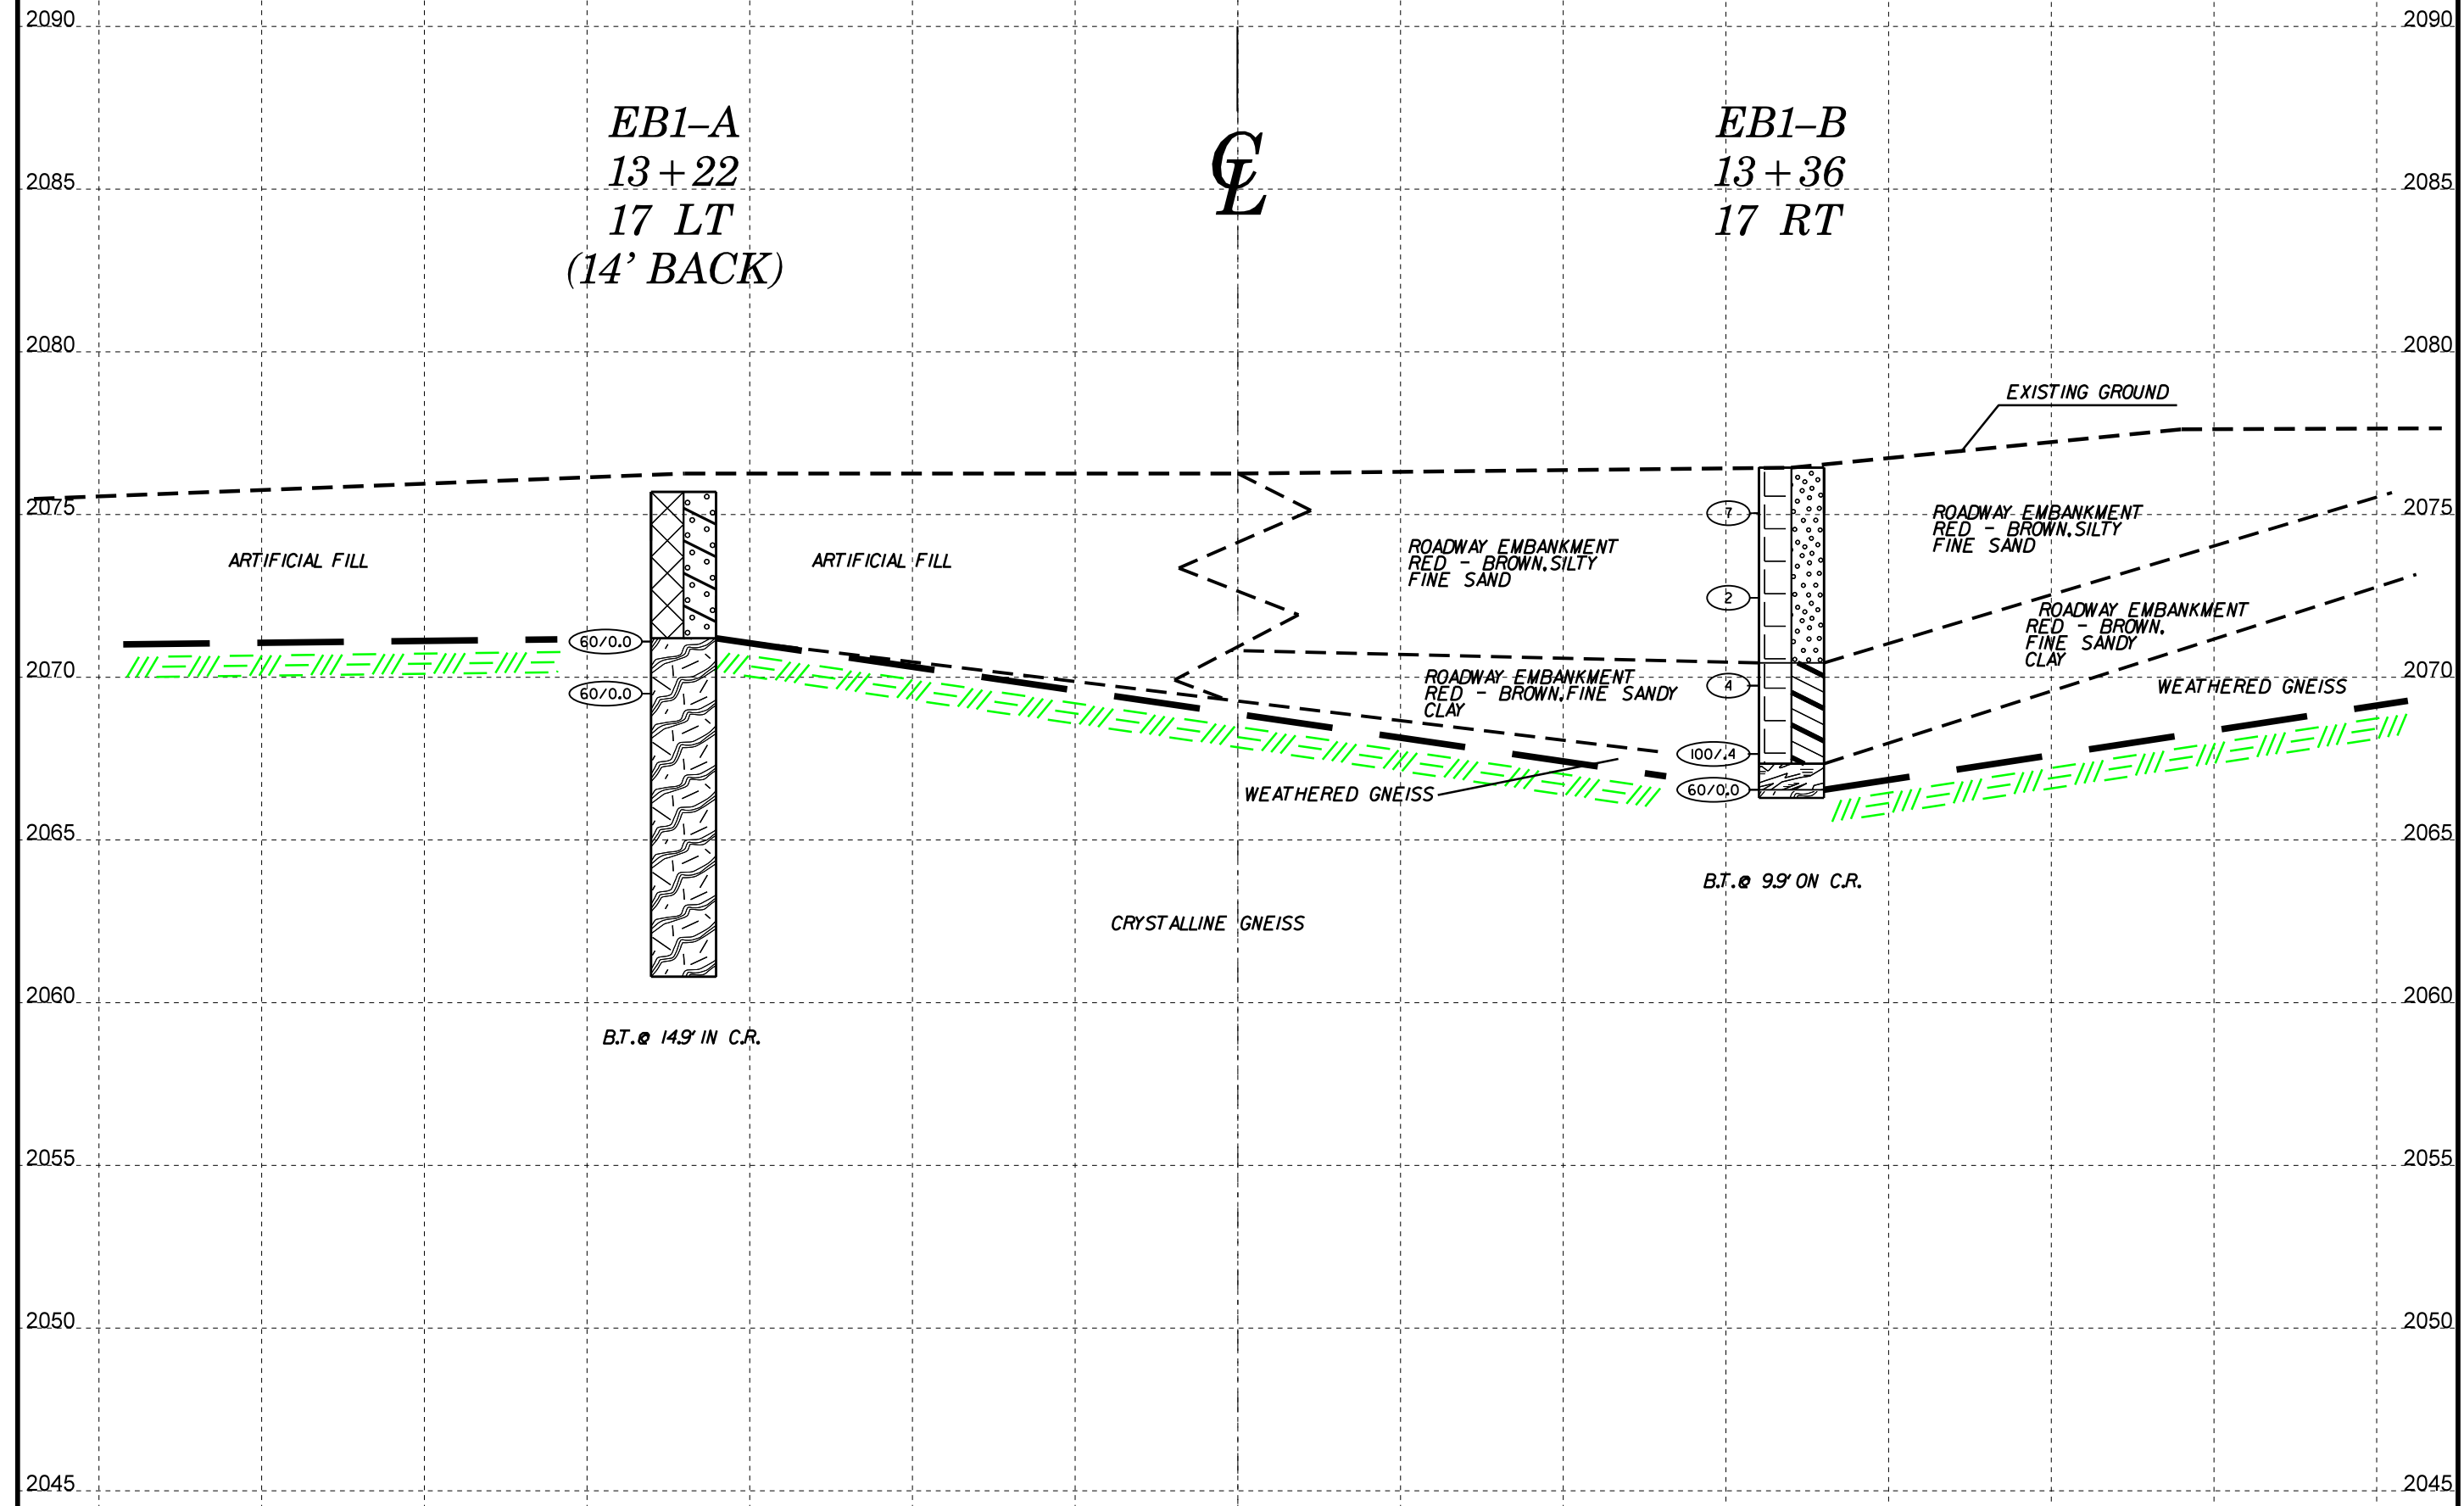 2090
2090
EB1–A
13+22
17 LT
(14' BACK)
CL
EB1–B
13+36
17 RT
2085
2085
2080
2080
EXISTING GROUND
2075
2075
7
ROADWAY EMBANKMENT
RED - BROWN, SILTY
FINE SAND
ROADWAY EMBANKMENT
RED - BROWN, SILTY
FINE SAND
ARTIFICIAL FILL
ARTIFICIAL FILL
2
ROADWAY EMBANKMENT
RED - BROWN,
FINE SANDY
CLAY
60/0.0
2070
2070
ROADWAY EMBANKMENT
RED - BROWN, FINE SANDY
CLAY
4
WEATHERED GNEISS
60/0.0
100/.4
WEATHERED GNEISS
60/0.0
2065
2065
B.T. @ 9.9' ON C.R.
CRYSTALLINE GNEISS
2060
2060
B.T. @ 14.9' IN C.R.
2055
2055
2050
2050
2045
2045